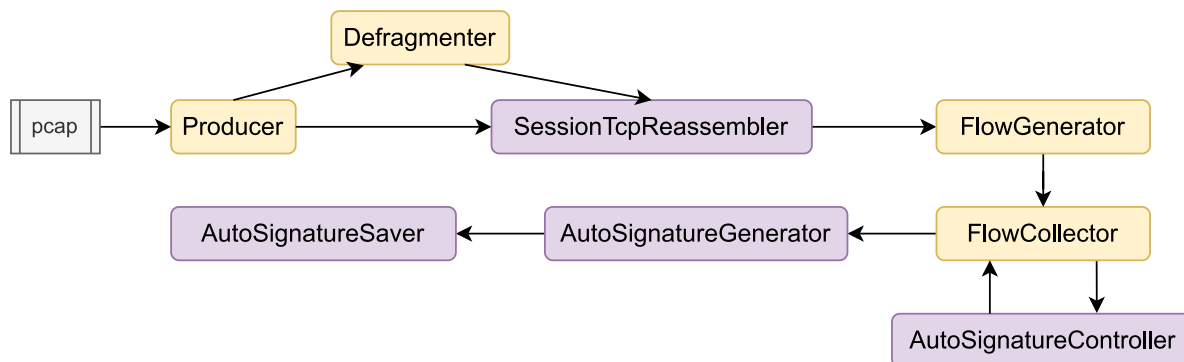 Defragmenter
pcap
Producer
SessionTcpReassembler
FlowGenerator
AutoSignatureSaver
AutoSignatureGenerator
FlowCollector
AutoSignatureController